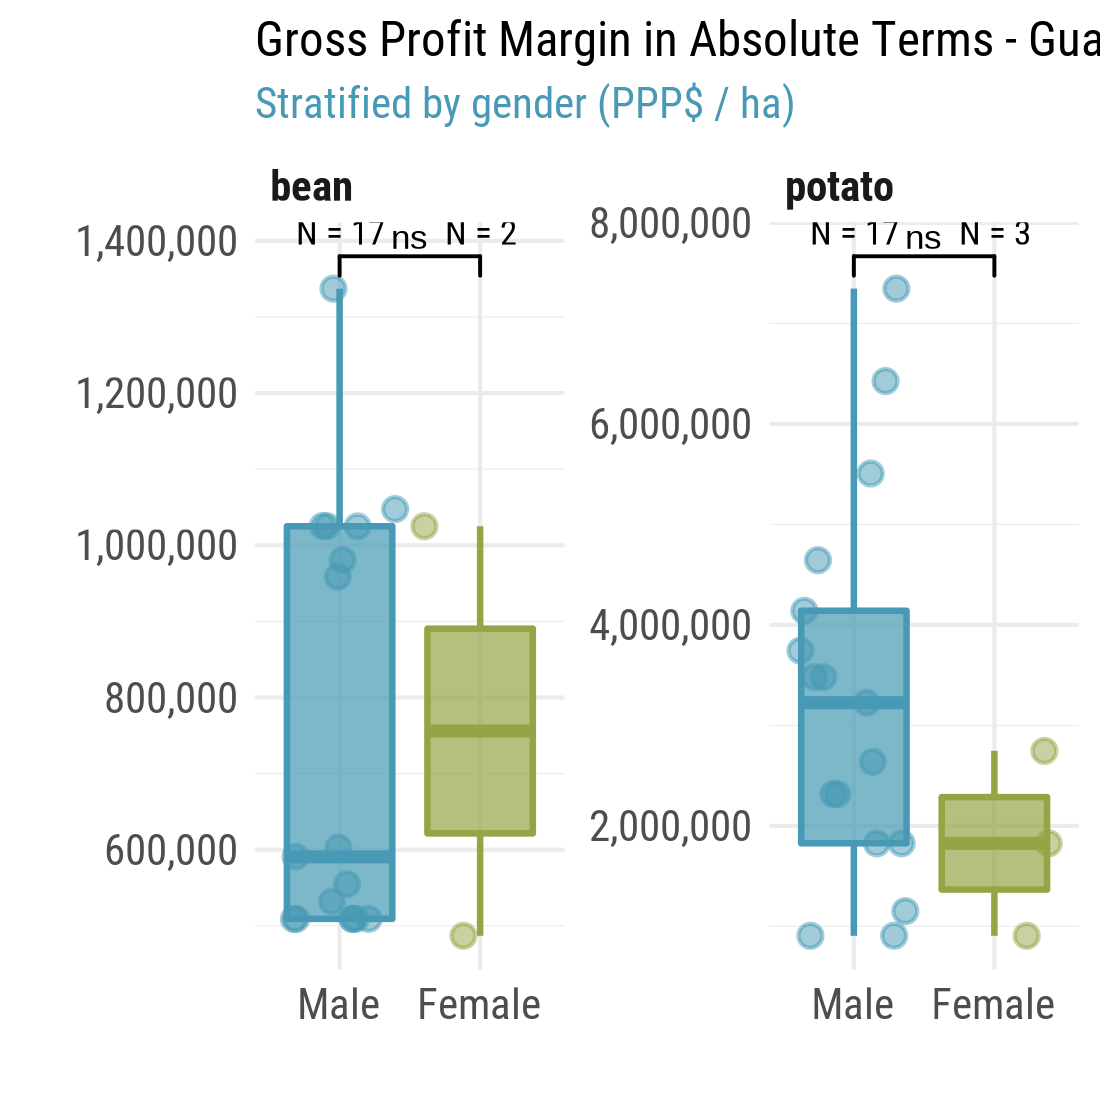 Gross Profit Margin in Absolute Terms - Gua
Stratified by gender (PPP$ / ha)
bean
1,400,000
1,200,000
1,000,000
800,000
600,000
N = 17 ns N = 2
Male Female
potato
8,000,000
6,000,000
4,000,000
2,000,000
N = 17 ns N = 3
Male Female